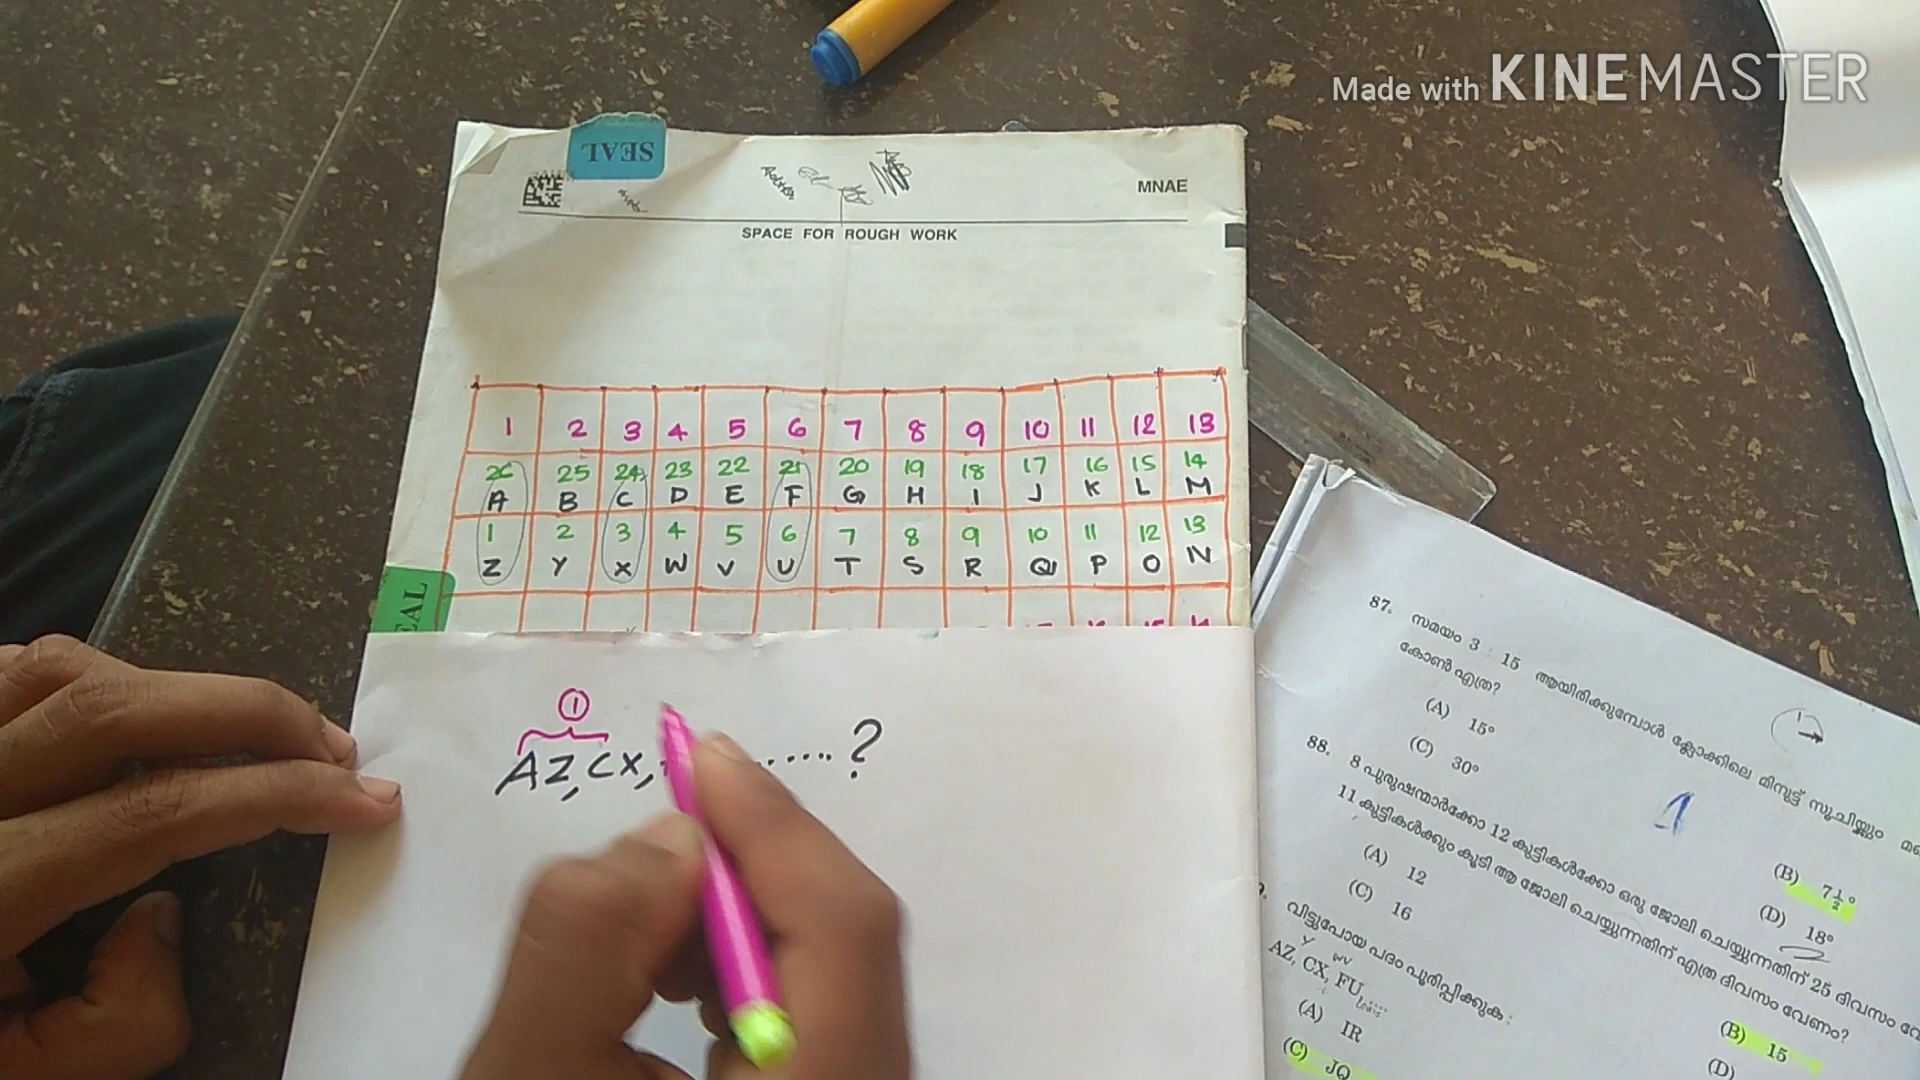 Made with KINEMASTER
SEAL
MNAE
SPACE FOR ROUGH WORK
1 2 3 4 5 6 7 8 9 10 11 12 13
26 25 24 23 22 21 20 19 18 17 16 15 14
A B C D E F G H I J K L M
1 2 3 4 5 6 7 8 9 10 11 12 13
Z Y X W V U T S R Q P O N
EAL
1
AZ, CX, ........?
87. സമയം 3 : 15 ആയിരിക്കുമ്പോൾ ക്ലോക്കിലെ മിനുട്ട് സൂചിയ്ക്കും
കോൺ എത്ര?
(A) 15°
(B) 7½°
(C) 30°
(D) 18°
88. 8 പുരുഷന്മാർക്കോ 12 കുട്ടികൾക്കോ ഒരു ജോലി ചെയ്യുന്നതിന് 25 ദിവസം
11 കുട്ടികൾക്കും കൂടി ആ ജോലി ചെയ്യുന്നതിന് എത്ര ദിവസം വേണം?
1
(A) 12
(B) 15
(C) 16
(D)
വിട്ടുപോയ പദം പൂരിപ്പിക്കുക :
AZ, CX, FU,
(A) IR
(C) JQ